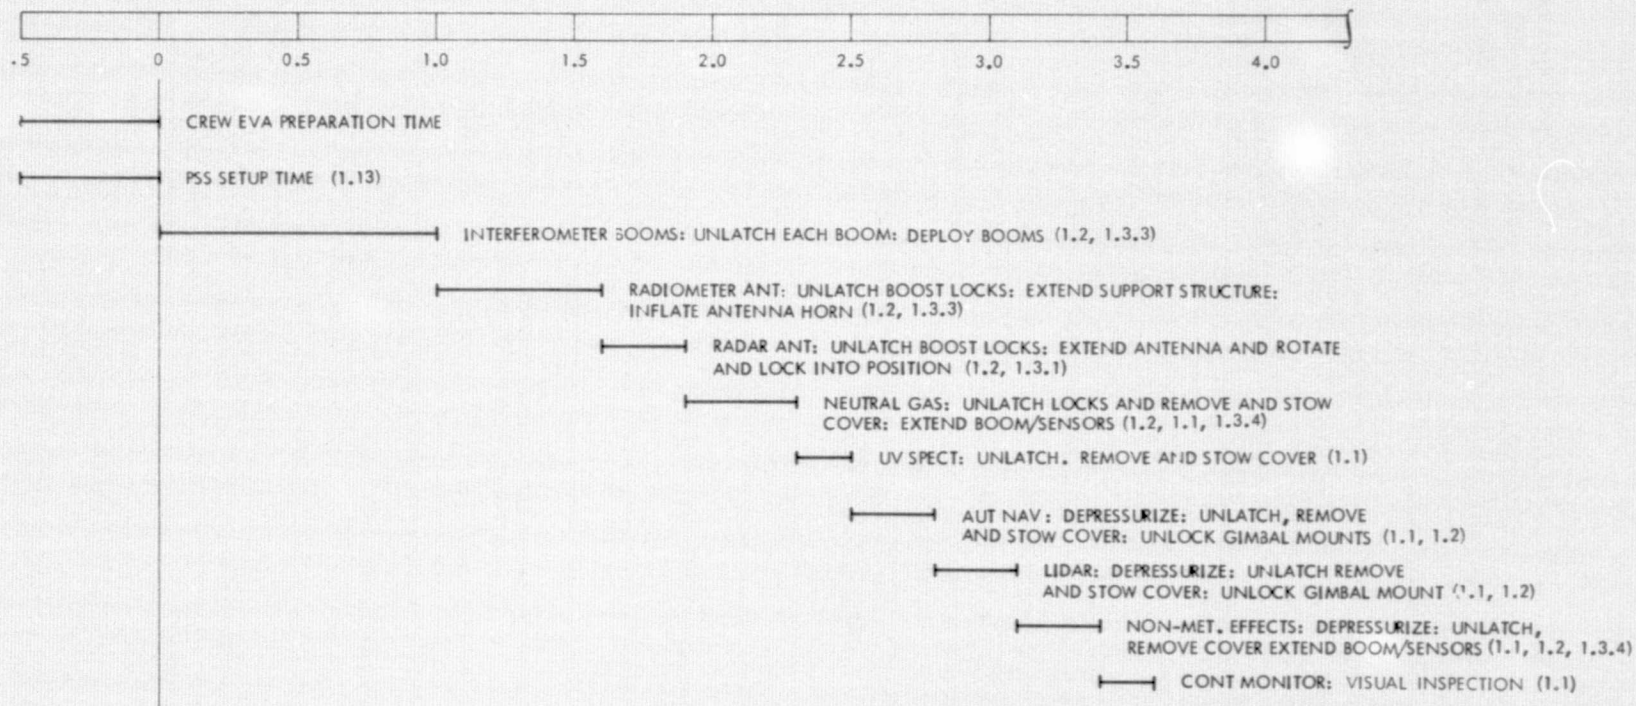 .5 0 0.5 1.0 1.5 2.0 2.5 3.0 3.5 4.0
CREW EVA PREPARATION TIME
PSS SETUP TIME (1.13)
INTERFEROMETER BOOMS: UNLATCH EACH BOOM: DEPLOY BOOMS (1.2, 1.3.3)
RADIOMETER ANT: UNLATCH BOOST LOCKS: EXTEND SUPPORT STRUCTURE:
INFLATE ANTENNA HORN (1.2, 1.3.3)
RADAR ANT: UNLATCH BOOST LOCKS: EXTEND ANTENNA AND ROTATE
AND LOCK INTO POSITION (1.2, 1.3.1)
NEUTRAL GAS: UNLATCH LOCKS AND REMOVE AND STOW
COVER: EXTEND BOOM/SENSORS (1.2, 1.1, 1.3.4)
UV SPECT: UNLATCH. REMOVE AND STOW COVER (1.1)
AUT NAV: DEPRESSURIZE: UNLATCH, REMOVE
AND STOW COVER: UNLOCK GIMBAL MOUNTS (1.1, 1.2)
LIDAR: DEPRESSURIZE: UNLATCH REMOVE
AND STOW COVER: UNLOCK GIMBAL MOUNT (1.1, 1.2)
NON-MET. EFFECTS: DEPRESSURIZE: UNLATCH,
REMOVE COVER EXTEND BOOM/SENSORS (1.1, 1.2, 1.3.4)
CONT MONITOR: VISUAL INSPECTION (1.1)